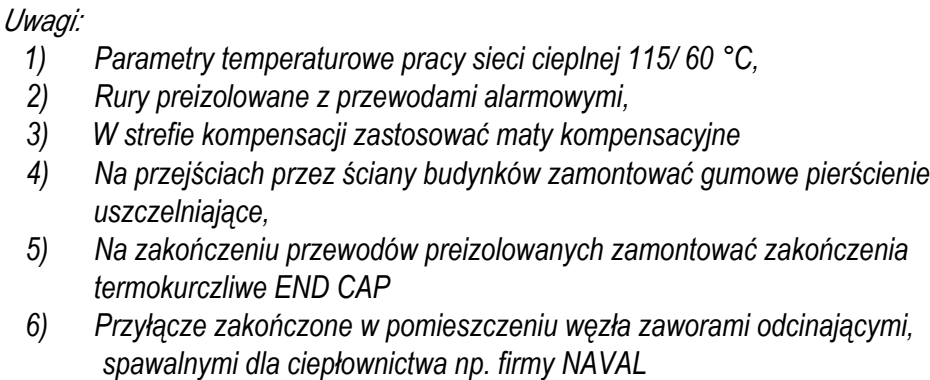 Uwagi:
1) Parametry temperaturowe pracy sieci cieplnej 115/ 60 °C,
2) Rury preizolowane z przewodami alarmowymi,
3) W strefie kompensacji zastosować maty kompensacyjne
4) Na przejściach przez ściany budynków zamontować gumowe pierścienie
uszczelniające,
5) Na zakończeniu przewodów preizolowanych zamontować zakończenia
termokurczliwe END CAP
6) Przyłącze zakończone w pomieszczeniu węzła zaworami odcinającymi,
spawalnymi dla ciepłownictwa np. firmy NAVAL